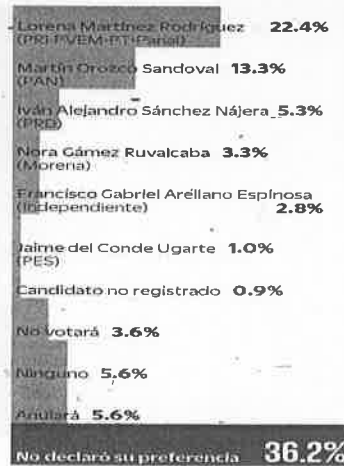 Lorena Martínez Rodríguez 22.4%
(PRI-PVEM-PT-Panal)
Martín Orozco Sandoval 13.3%
(PAN)
Iván Alejandro Sánchez Nájera 5.3%
(PRD)
Nora Gámez Ruvalcaba 3.3%
(Morena)
Francisco Gabriel Arellano Espinosa
(Independiente) 2.8%
Jaime del Conde Ugarte 1.0%
(PES)
Candidato no registrado 0.9%
No votará 3.6%
Ninguno 5.6%
Anulará 5.6%
No declaró su preferencia 36.2%